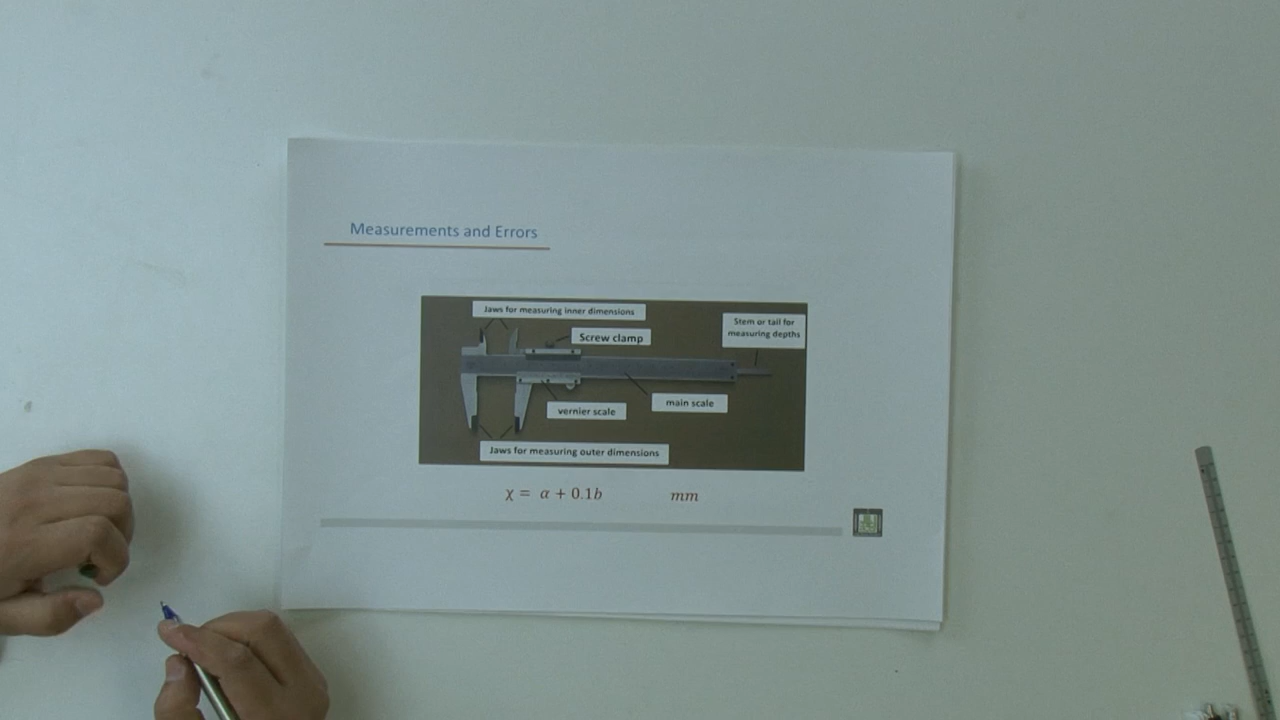 Measurements and Errors
Jaws for measuring inner dimensions
Stem or tail for
measuring depths
Screw clamp
main scale
vernier scale
Jaws for measuring outer dimensions
χ = α + 0.1b mm